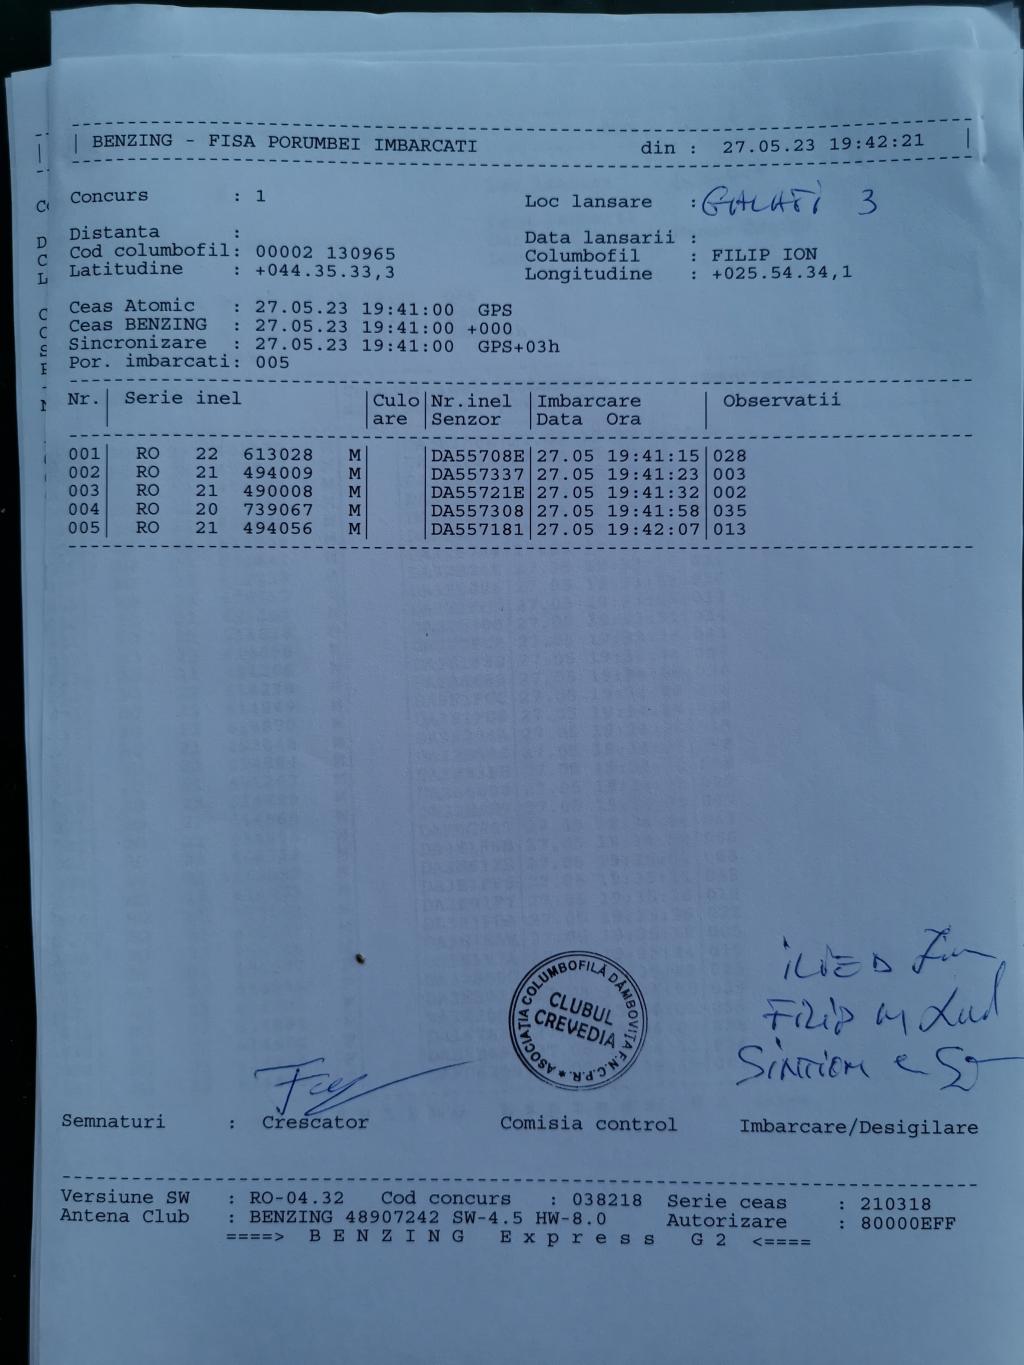 BENZING - FISA PORUMBEI IMBARCATI din : 27.05.23 19:42:21
Concurs : 1 Loc lansare : GALATI 3
Distanta : Data lansarii :
Cod columbofil: 00002 130965 Columbofil : FILIP ION
Latitudine : +044.35.33,3 Longitudine : +025.54.34,1
Ceas Atomic : 27.05.23 19:41:00 GPS
Ceas BENZING : 27.05.23 19:41:00 +000
Sincronizare : 27.05.23 19:41:00 GPS+03h
Por. imbarcati: 005
Nr. Serie inel Culo Nr.inel Imbarcare Observatii
are Senzor Data Ora
001 RO 22 613028 M DA55708E 27.05 19:41:15 028
002 RO 21 494009 M DA557337 27.05 19:41:23 003
003 RO 21 490008 M DA55721E 27.05 19:41:32 002
004 RO 20 739067 M DA557308 27.05 19:41:58 035
005 RO 21 494056 M DA557181 27.05 19:42:07 013
ASOCIAȚIA COLUMBOFILĂ DÂMBOVIȚA F.N.C.P.R.
CLUBUL
CREVEDIA
FILIP
Semnaturi : Crescator Comisia control Imbarcare/Desigilare
Versiune SW : RO-04.32 Cod concurs : 038218 Serie ceas : 210318
Antena Club : BENZING 48907242 SW-4.5 HW-8.0 Autorizare : 80000EFF
====> B E N Z I N G E x p r e s s G 2 <====